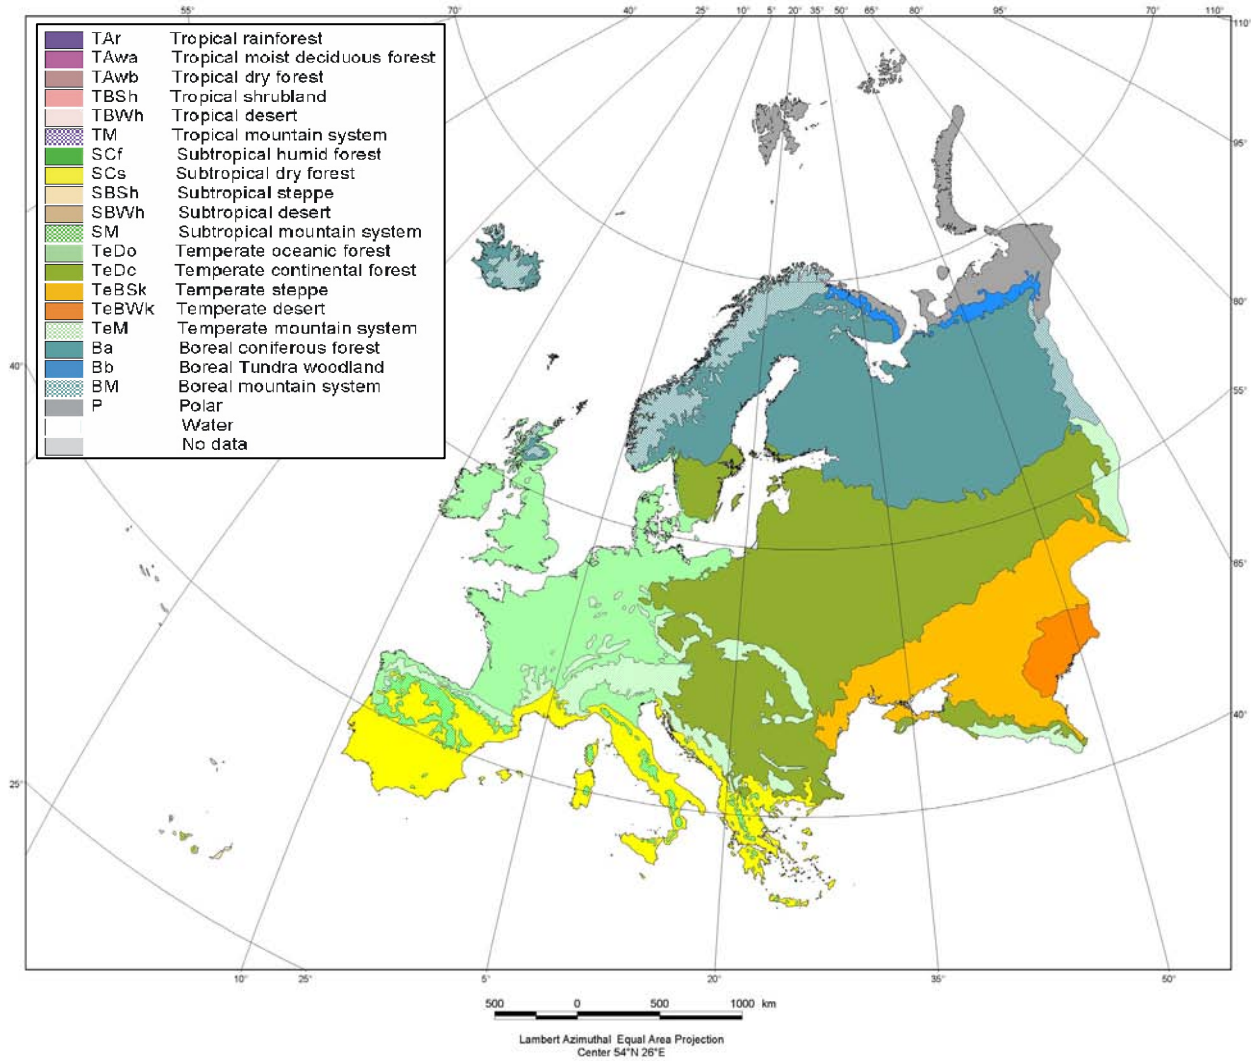 55° 70° 40° 25° 10° 5° 20° 35° 50° 65° 80° 95° 70° 110°
110°
TAr Tropical rainforest
TAwa Tropical moist deciduous forest
TAwb Tropical dry forest
TBSh Tropical shrubland
TBWh Tropical desert
TM Tropical mountain system
SCf Subtropical humid forest
SCs Subtropical dry forest
SBSh Subtropical steppe
SBWh Subtropical desert
SM Subtropical mountain system
TeDo Temperate oceanic forest
TeDc Temperate continental forest
TeBSk Temperate steppe
TeBWk Temperate desert
TeM Temperate mountain system
Ba Boreal coniferous forest
Bb Boreal Tundra woodland
BM Boreal mountain system
P Polar
Water
No data
95°
80°
40°
55°
65°
40°
25°
10° 25° 5° 20° 35° 50°
500 0 500 1000 km
Lambert Azimuthal Equal Area Projection
Center 54°N 26°E